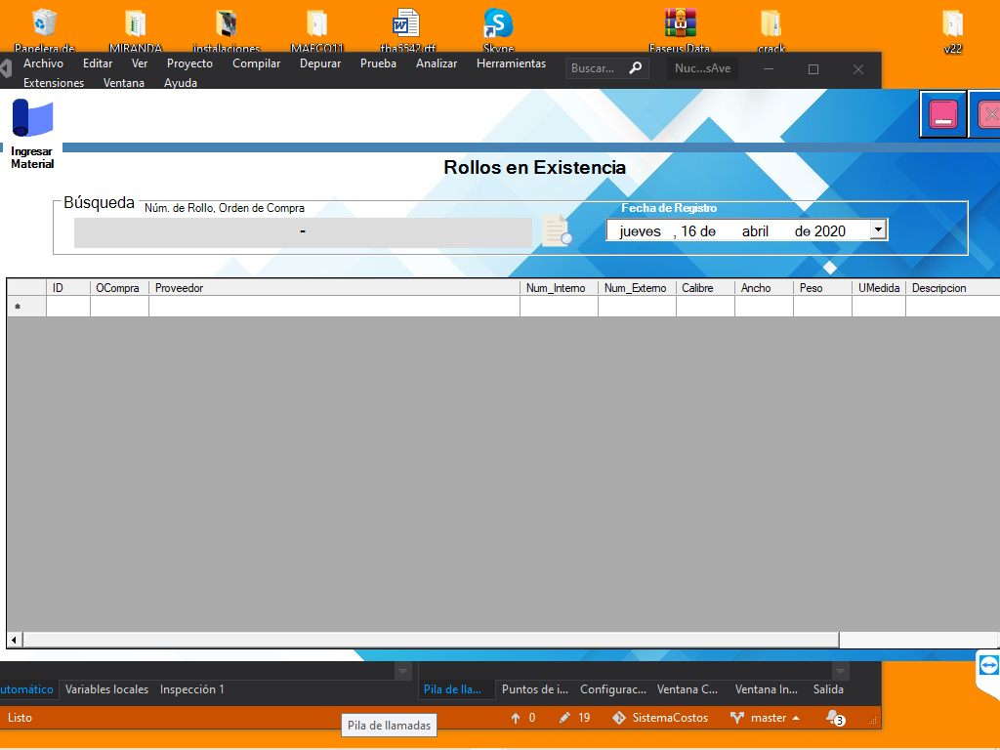 Papelera de
MIRANDA
instalaciones
MAFCO11
tba5542.rtf
Skype
Easeus Data
crack
v22
Archivo Editar Ver Proyecto Compilar Depurar Prueba Analizar Herramientas
Buscar...
Nuc...sAve
Extensiones Ventana Ayuda
Ingresar
Material
Rollos en Existencia
Búsqueda
Núm. de Rollo, Orden de Compra
Fecha de Registro
-
jueves , 16 de abril de 2020
ID OCompra Proveedor Num_Interno Num_Externo Calibre Ancho Peso UMedida Descripcion
*
utomático Variables locales Inspección 1
Pila de lla... Puntos de i... Configurac... Ventana C... Ventana In... Salida
Listo
Pila de llamadas
0 19 SistemaCostos master 3